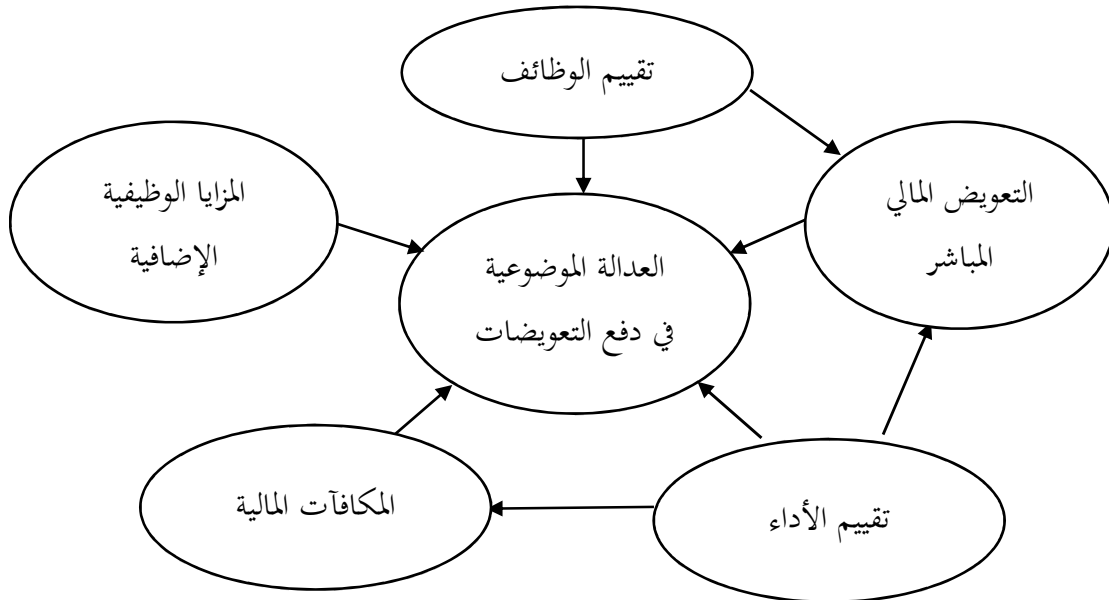 تقييم الوظائف
التعويض المالي
المباشر
المزايا الوظيفية
الإضافية
العدالة الموضوعية
في دفع التعويضات
تقييم الأداء
المكافآت المالية